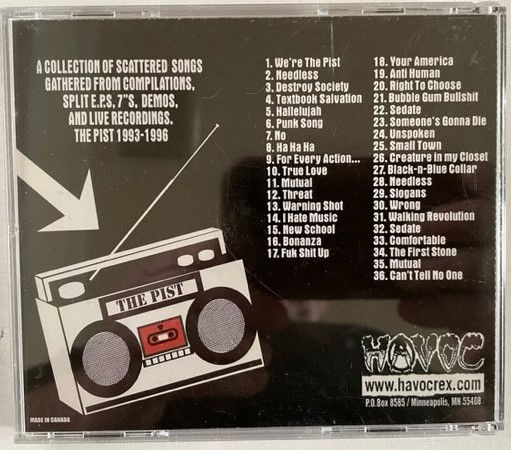 A COLLECTION OF SCATTERED SONGS
GATHERED FROM COMPILATIONS,
SPLIT E.P.S, 7"S, DEMOS,
AND LIVE RECORDINGS.
THE PIST 1993-1996
1. We're The Pist
2. Needless
3. Destroy Society
4. Textbook Salvation
5. Hallelujah
6. Punk Song
7. No
8. Ha Ha Ha
9. For Every Action...
10. True Love
11. Mutual
12. Threat
13. Warning Shot
14. I Hate Music
15. New School
16. Bonanza
17. Fuk Shit Up
18. Your America
19. Anti Human
20. Right To Choose
21. Bubble Gum Bullshit
22. Sedate
23. Someone's Gonna Die
24. Unspoken
25. Small Town
26. Creature in my Closet
27. Black-n-Blue Collar
28. Needless
29. Slogans
30. Wrong
31. Walking Revolution
32. Sedate
33. Comfortable
34. The First Stone
35. Mutual
36. Can't Tell No One
THE PIST
HAVOC
www.havocrex.com
P.O.Box 8585 / Minneapolis, MN 55408
MADE IN CANADA